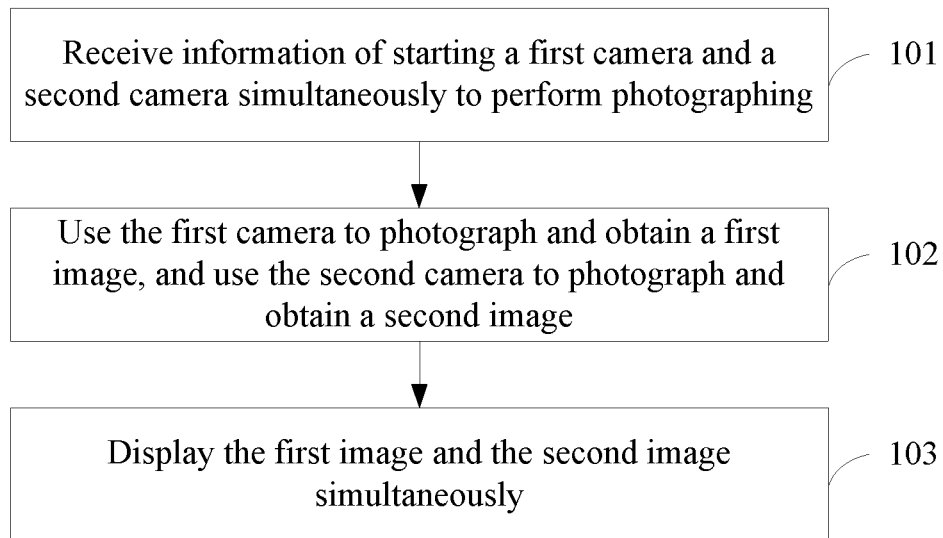 Receive information of starting a first camera and a
second camera simultaneously to perform photographing
101
Use the first camera to photograph and obtain a first
image, and use the second camera to photograph and
obtain a second image
102
Display the first image and the second image
simultaneously
103